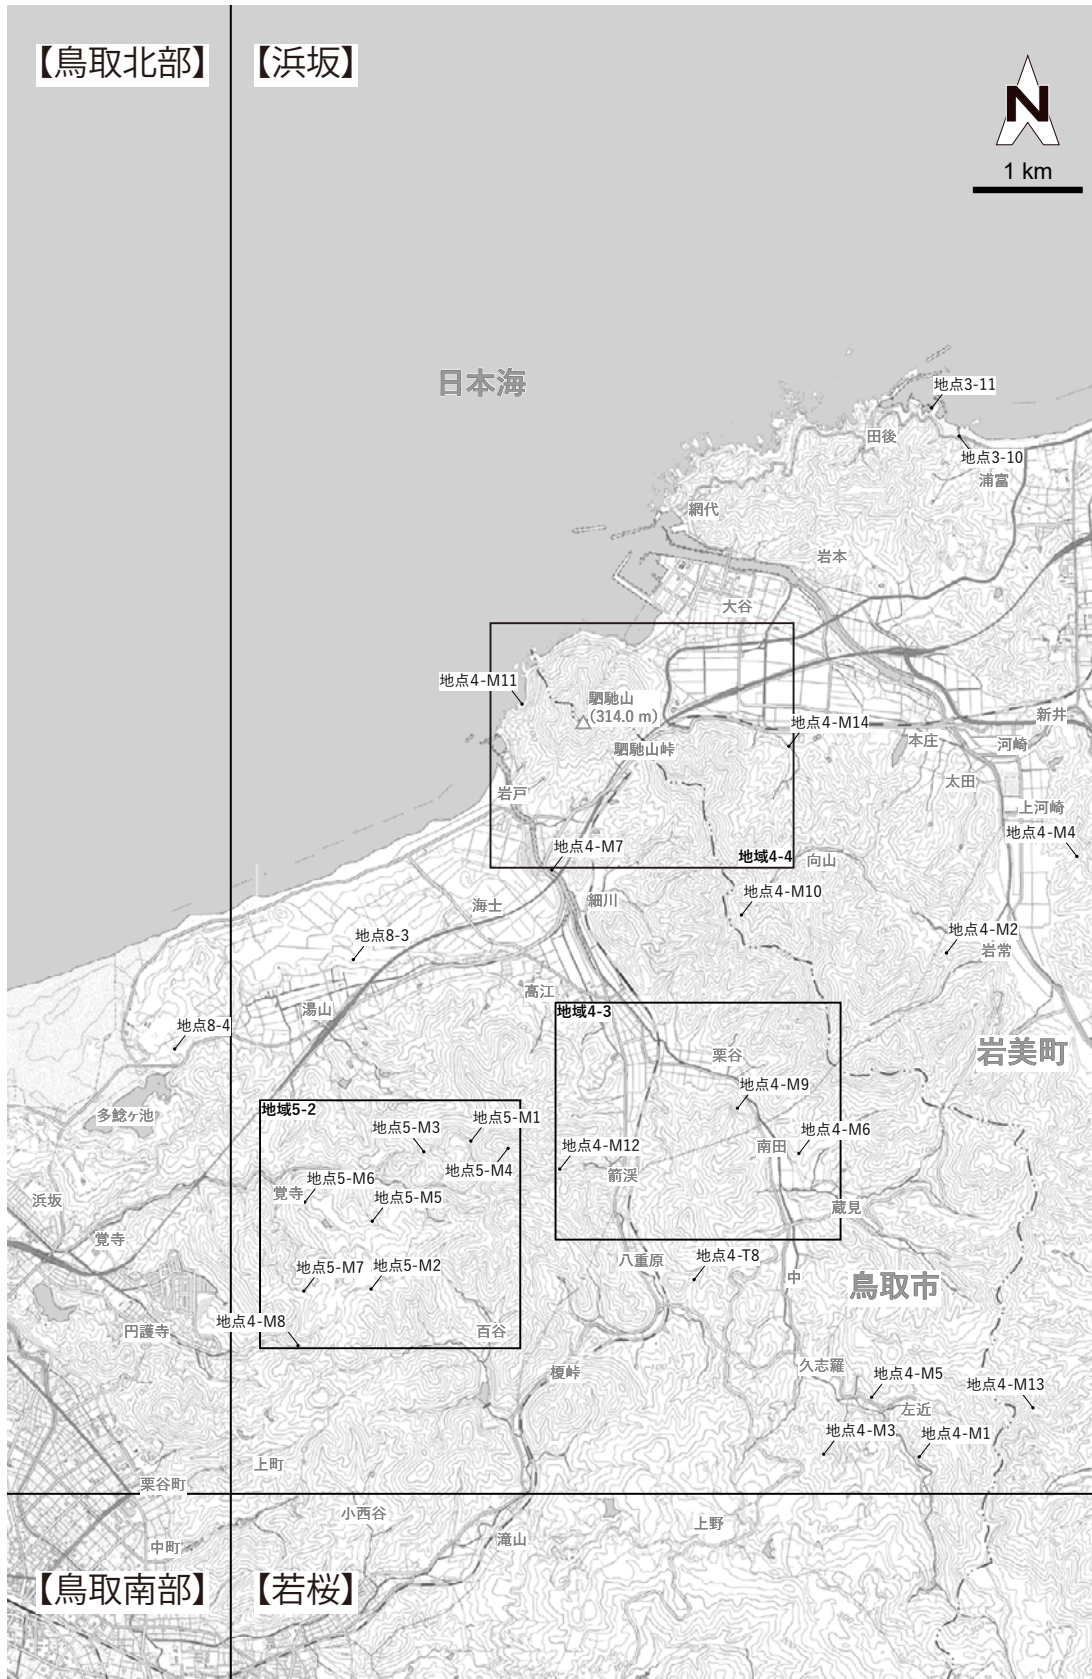 【鳥取北部】
【浜坂】
N
1 km
日本海
地点3-11
田後
地点3-10
浦富
網代
岩本
大谷
地点4-M11
駟馳山
(314.0 m)
地点4-M14
新井
駟馳山峠
本庄
河崎
太田
岩戸
上河崎
地点4-M4
地点4-M7
地域4-4
向山
地点4-M10
細川
海士
地点4-M2
地点8-3
岩常
高江
湯山
地域4-3
地点8-4
岩美町
栗谷
地点4-M9
多鯰ヶ池
地域5-2
地点5-M1
地点5-M3
地点4-M6
地点4-M12
南田
地点5-M4
箭渓
地点5-M6
覚寺
地点5-M5
浜坂
蔵見
覚寺
地点4-T8
八重原
地点5-M7
地点5-M2
中
鳥取市
地点4-M8
円護寺
百谷
久志羅
榎峠
地点4-M5
地点4-M13
左近
地点4-M3
地点4-M1
上町
栗谷町
小西谷
上野
滝山
中町
【鳥取南部】
【若桜】